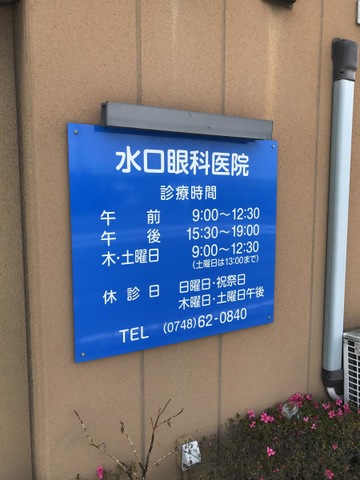 水口眼科医院
診療時間
午前 9:00〜12:30
午後 15:30〜19:00
木・土曜日 9:00〜12:30
(土曜日は13:00まで)
休診日 日曜日・祝祭日
木曜日・土曜日午後
TEL (0748)62-0840